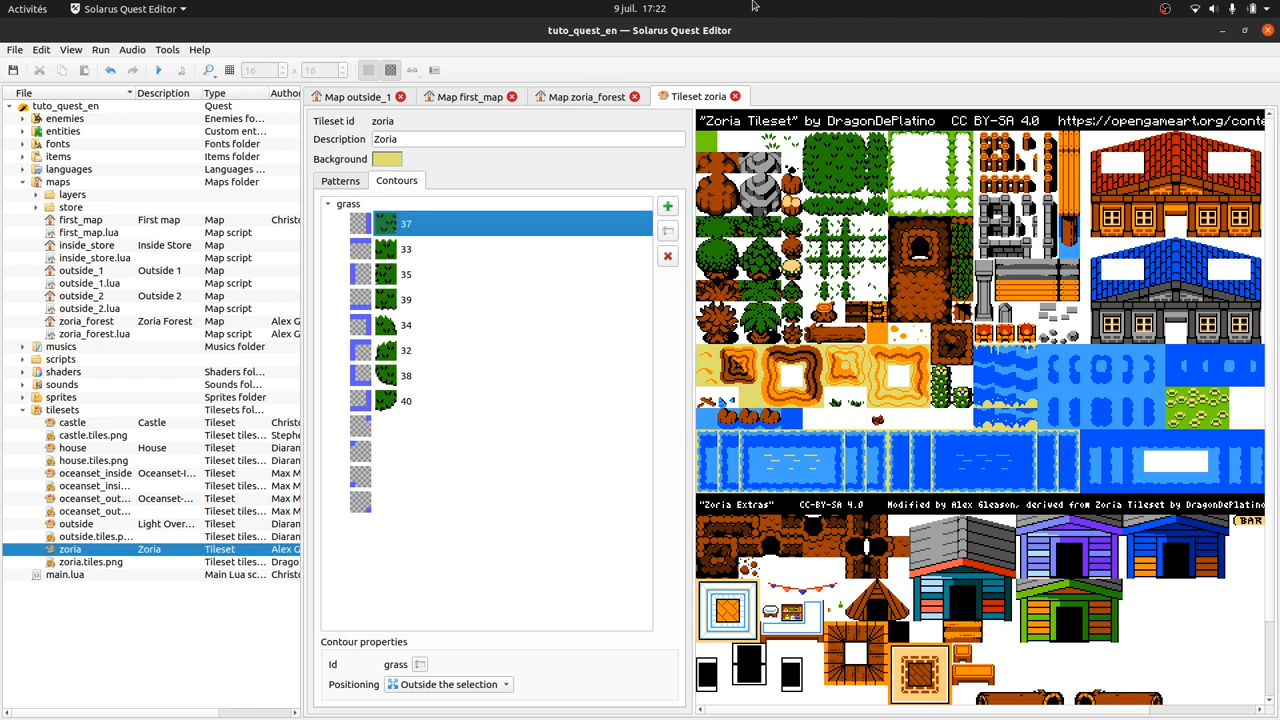 Activités
Solarus Quest Editor
9 juil. 17:22
tuto_quest_en — Solarus Quest Editor
File Edit View Run Audio Tools Help
16 x 16
File Description Type Author
Map outside_1 Map first_map Map zoria_forest Tileset zoria
tuto_quest_en Quest
enemies Enemies fo...
entities Custom ent...
fonts Fonts folder
items Items folder
languages Languages ...
maps Maps folder
layers
store
first_map First map Map Christo
first_map.lua Map script
inside_store Inside Store Map
inside_store.lua Map script
outside_1 Outside 1 Map
outside_1.lua Map script
outside_2 Outside 2 Map
outside_2.lua Map script
zoria_forest Zoria Forest Map Alex G
zoria_forest.lua Map script
musics Musics folder
scripts Scripts folder
shaders Shaders fol...
sounds Sounds fol...
sprites Sprites folder
tilesets Tilesets fol...
castle Castle Tileset Christo
castle.tiles.png Tileset tiles... Stephe
house House Tileset Diaran
house.tiles.png Tileset tiles... Diaran
oceanset_inside Oceanset-I... Tileset Max M
oceanset_insi... Tileset tiles... Max M
oceanset_out... Oceanset-... Tileset Max M
oceanset_out... Tileset tiles... Max M
outside Light Over... Tileset Diaran
outside.tiles.p... Tileset tiles... Diaran
zoria Zoria Tileset Alex G
zoria.tiles.png Tileset tiles... Drago
main.lua Main Lua sc... Christo
Tileset id zoria
Description Zoria
Background
Patterns Contours
grass
37
33
35
39
34
32
38
40
Contour properties
Id grass
Positioning Outside the selection
"Zoria Tileset" by DragonDePlatino CC BY-SA 4.0 https://opengameart.org/conte
"Zoria Extras" CC-BY-SA 4.0 Modified by Alex Gleason, derived from Zoria Tileset by DragonDePlatino
BAR